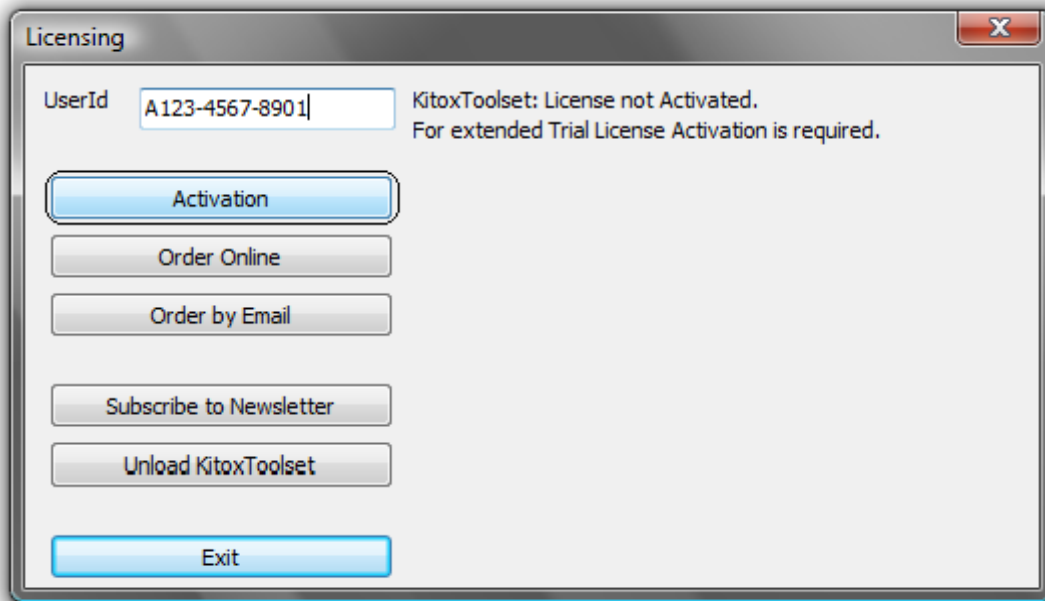 Licensing
UserId A123-4567-8901 KitoxToolset: License not Activated.
For extended Trial License Activation is required.
Activation
Order Online
Order by Email
Subscribe to Newsletter
Unload KitoxToolset
Exit